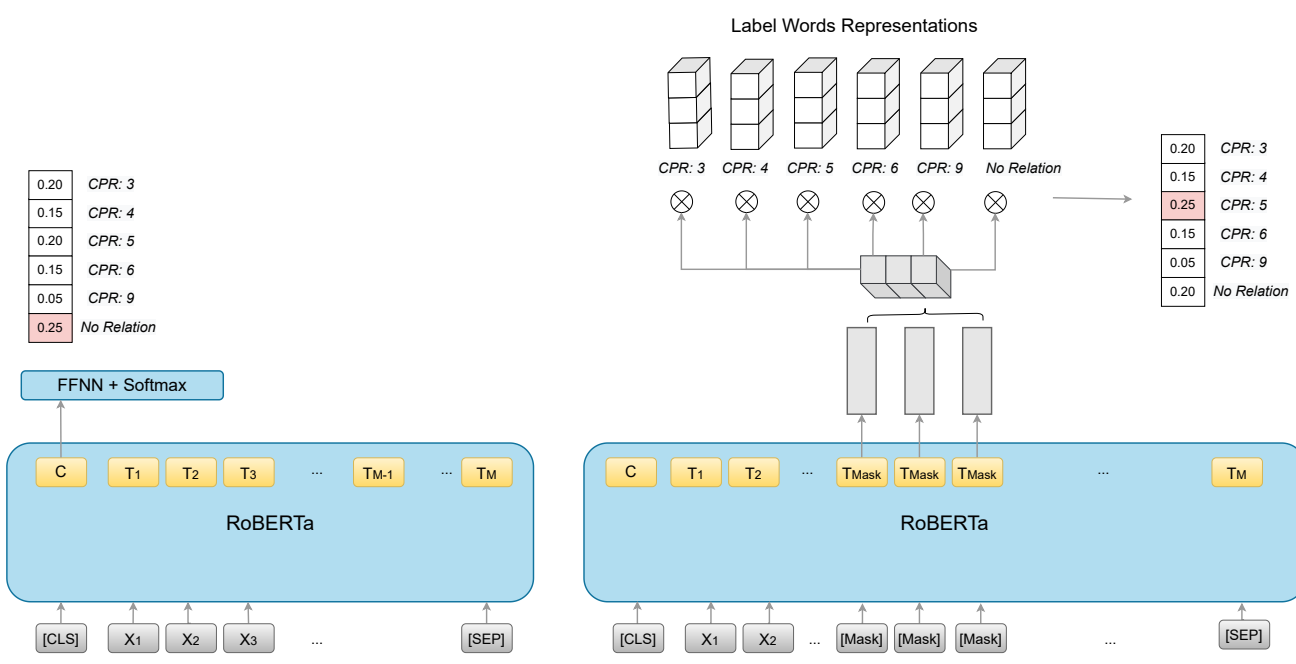 Label Words Representations
CPR: 3 CPR: 4 CPR: 5 CPR: 6 CPR: 9 No Relation
0.20 CPR: 3
0.15 CPR: 4
0.20 CPR: 5
0.15 CPR: 6
0.05 CPR: 9
0.25 No Relation
FFNN + Softmax
C T1 T2 T3 ... TM-1 ... TM
RoBERTa
[CLS] X1 X2 X3 ... [SEP]
0.20 CPR: 3
0.15 CPR: 4
0.25 CPR: 5
0.15 CPR: 6
0.05 CPR: 9
0.20 No Relation
C T1 T2 ... TMask TMask TMask ... TM
RoBERTa
[CLS] X1 X2 ... [Mask] [Mask] [Mask] ... [SEP]